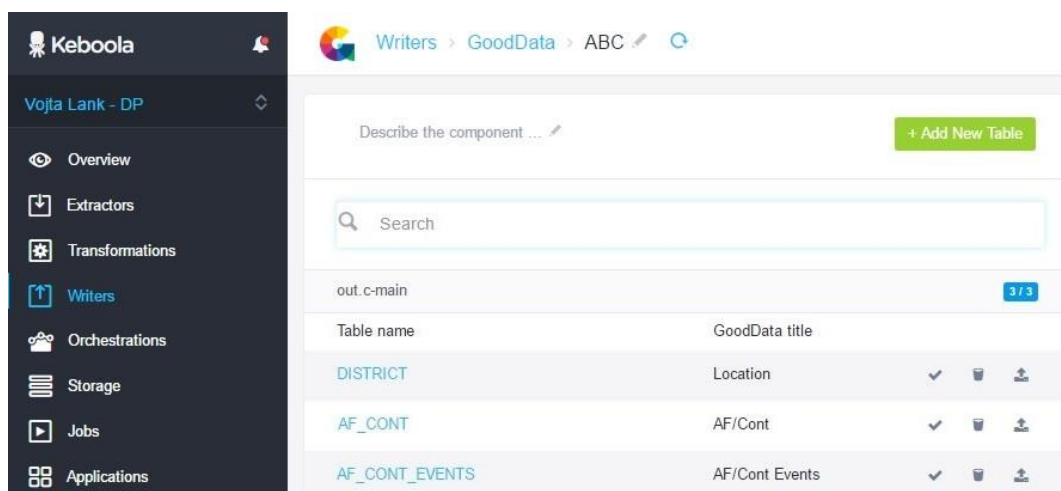 Keboola
Vojta Lank - DP
Overview
Extractors
Transformations
Writers
Orchestrations
Storage
Jobs
Applications
Writers > GoodData > ABC
Describe the component ...
+ Add New Table
Search
out.c-main 3 / 3
Table name GoodData title
DISTRICT Location
AF_CONT AF/Cont
AF_CONT_EVENTS AF/Cont Events